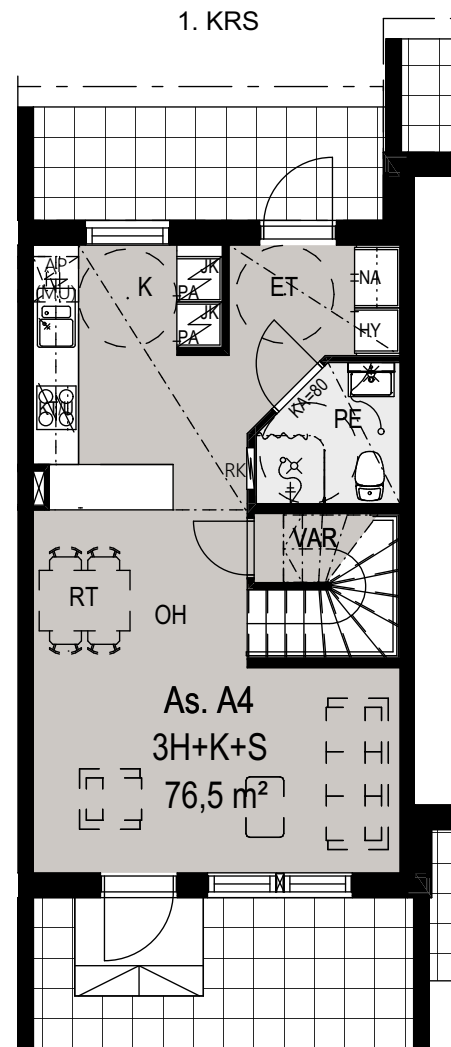 1. KRS
AP
(MU)
K
JK
PA
JK
PA
ET
NA
HY
KA=80
PE
RK
VAR
RT
OH
As. A4
3H+K+S
76,5 m²